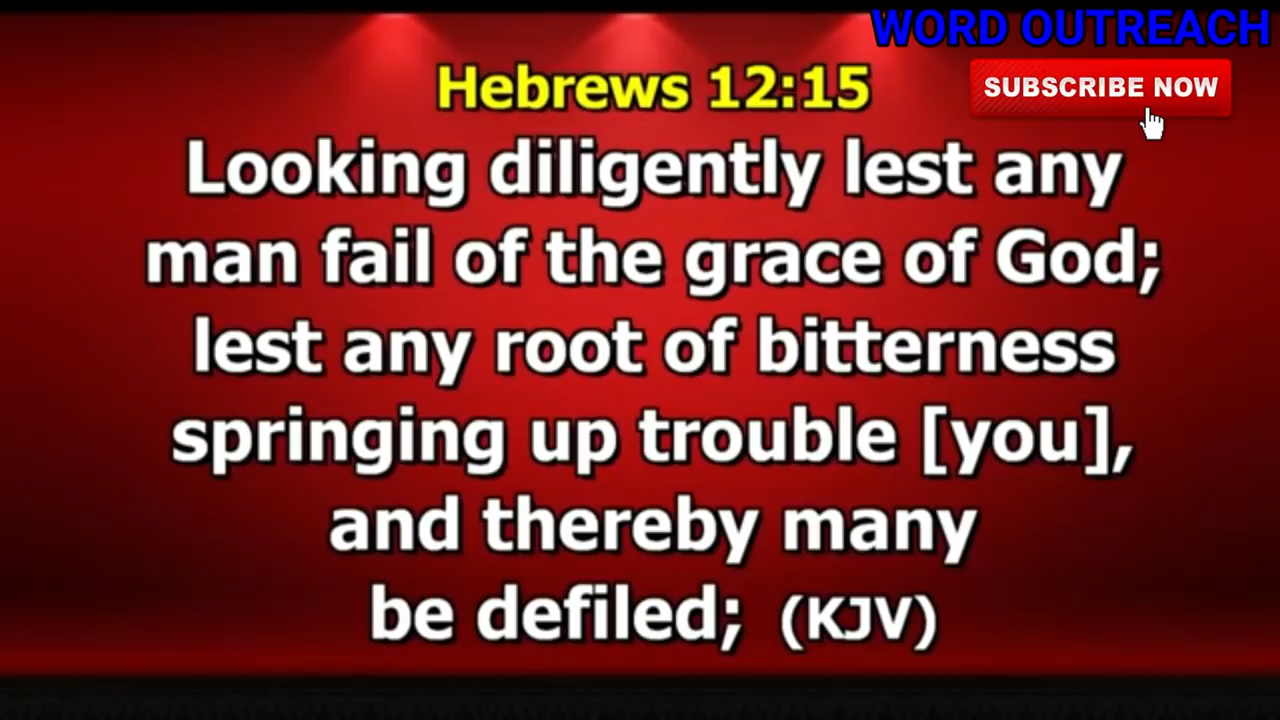 WORD OUTREACH
SUBSCRIBE NOW
Hebrews 12:15
Looking diligently lest any
man fail of the grace of God;
lest any root of bitterness
springing up trouble [you],
and thereby many
be defiled; (KJV)